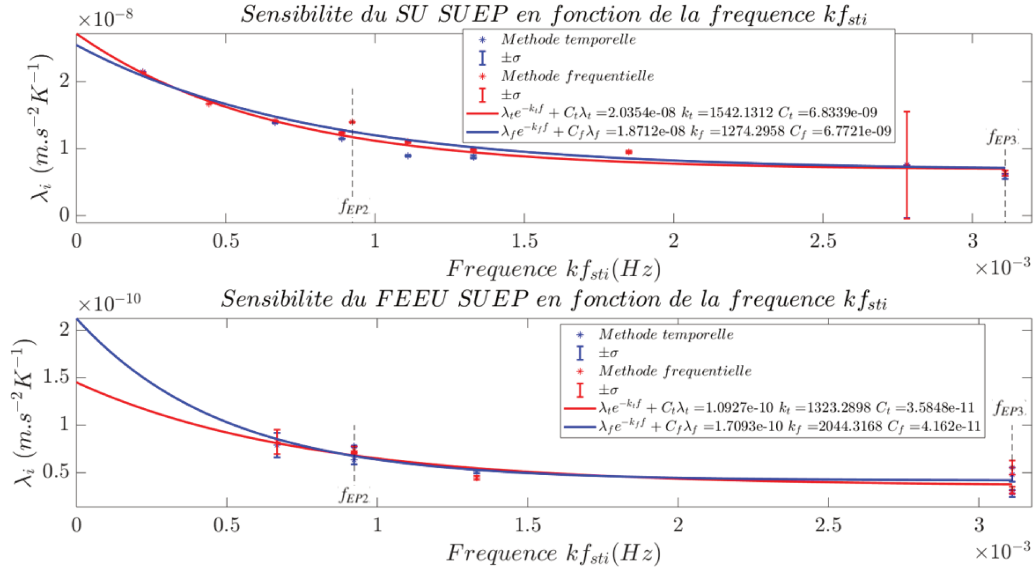 ×10⁻⁸ Sensibilite du SU SUEP en fonction de la frequence kf_sti
λ_i (m.s⁻²K⁻¹)
2
1
0
Methode temporelle
±σ
Methode frequentielle
±σ
λ_t e^{-k_t f} + C_t λ_t =2.0354e-08 k_t =1542.1312 C_t =6.8339e-09
λ_f e^{-k_f f} + C_f λ_f =1.8712e-08 k_f =1274.2958 C_f =6.7721e-09
f_EP2
f_EP3
0 0.5 1 1.5 2 2.5 3
Frequence kf_sti(Hz) ×10⁻³
×10⁻¹⁰ Sensibilite du FEEU SUEP en fonction de la frequence kf_sti
λ_i (m.s⁻²K⁻¹)
2
1.5
1
0.5
Methode temporelle
±σ
Methode frequentielle
±σ
λ_t e^{-k_t f} + C_t λ_t =1.0927e-10 k_t =1323.2898 C_t =3.5848e-11
λ_f e^{-k_f f} + C_f λ_f =1.7093e-10 k_f =2044.3168 C_f =4.162e-11
f_EP2
f_EP3
0 0.5 1 1.5 2 2.5 3
Frequence kf_sti(Hz) ×10⁻³